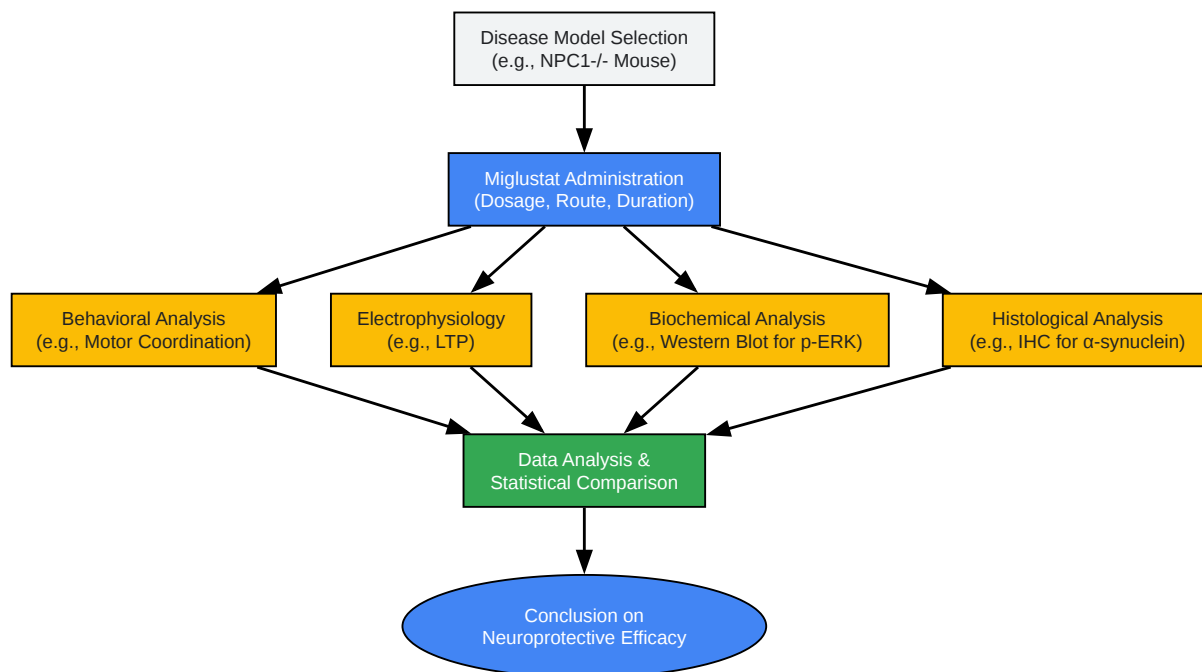 Disease Model Selection
(e.g., NPC1-/- Mouse)
Miglustat Administration
(Dosage, Route, Duration)
Behavioral Analysis
(e.g., Motor Coordination)
Electrophysiology
(e.g., LTP)
Biochemical Analysis
(e.g., Western Blot for p-ERK)
Histological Analysis
(e.g., IHC for α-synuclein)
Data Analysis &
Statistical Comparison
Conclusion on
Neuroprotective Efficacy